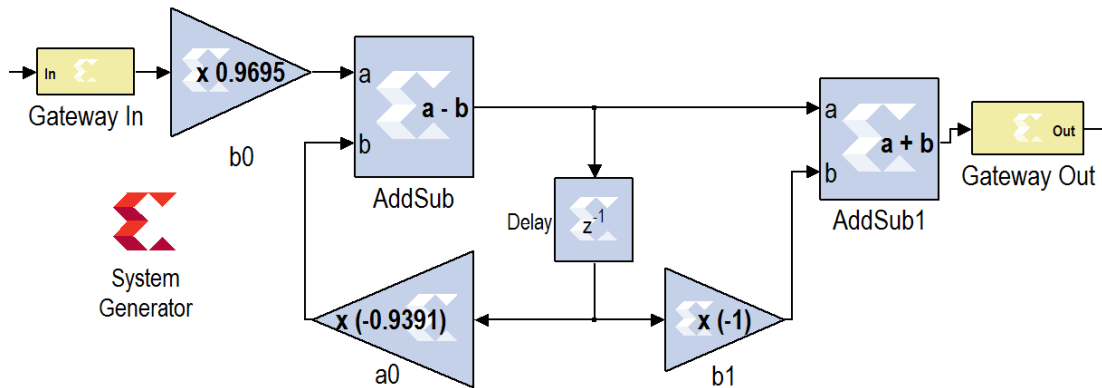 In
Gateway In
x 0.9695
b0
a
b
a - b
AddSub
a
b
a + b
AddSub1
Out
Gateway Out
System
Generator
Delay
z-1
x (-0.9391)
a0
x (-1)
b1